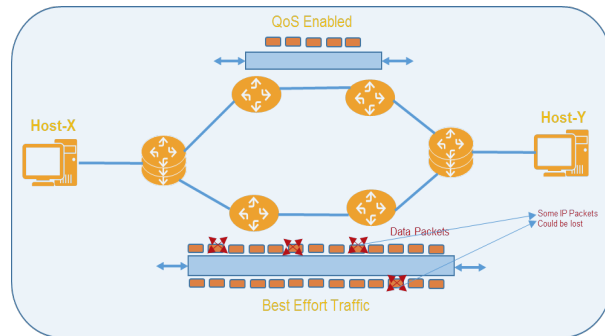 QoS Enabled
Host-X
Host-Y
Some IP Packets
Could be lost
Data Packets
Best Effort Traffic